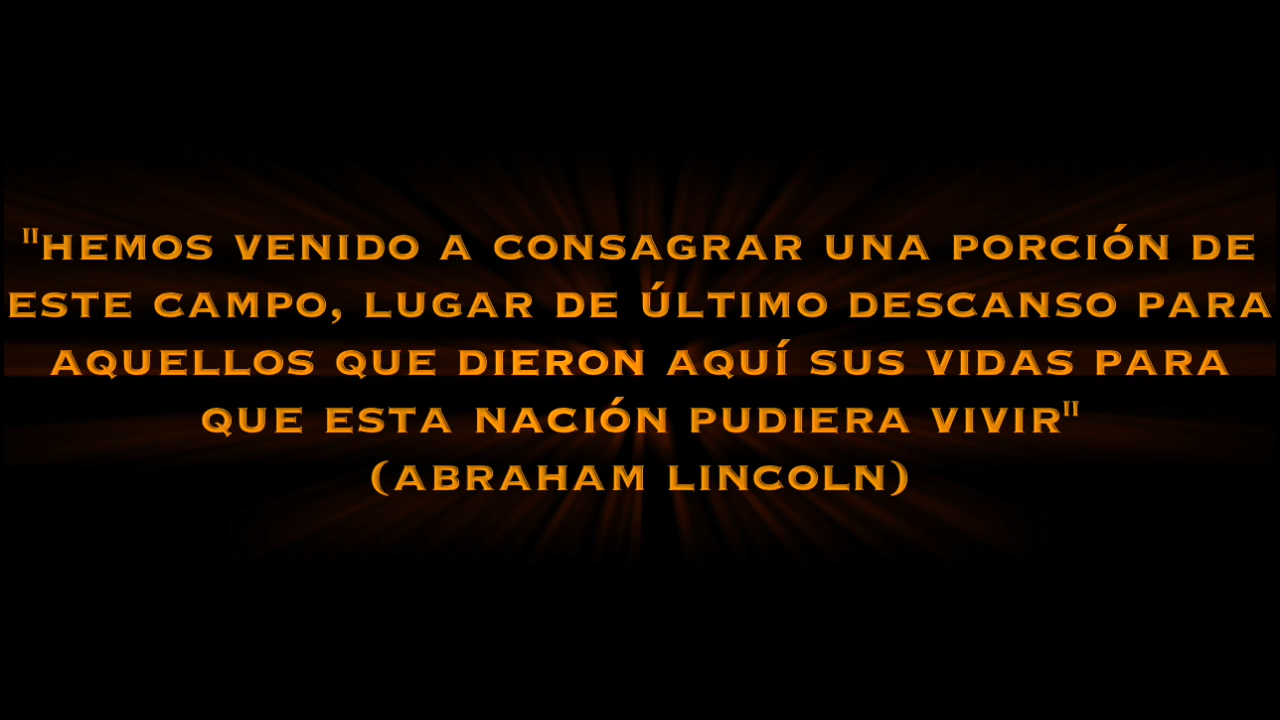 "HEMOS VENIDO A CONSAGRAR UNA PORCIÓN DE
ESTE CAMPO, LUGAR DE ÚLTIMO DESCANSO PARA
AQUELLOS QUE DIERON AQUÍ SUS VIDAS PARA
QUE ESTA NACIÓN PUDIERA VIVIR"
(ABRAHAM LINCOLN)